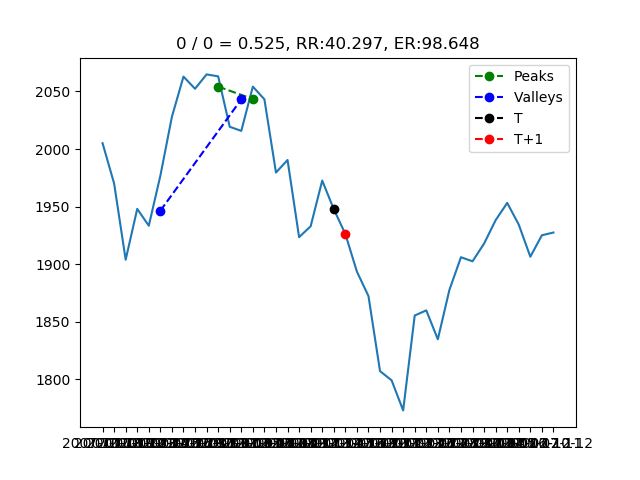 0 / 0 = 0.525, RR:40.297, ER:98.648
Peaks
Valleys
T
T+1
2050
2000
1950
1900
1850
1800